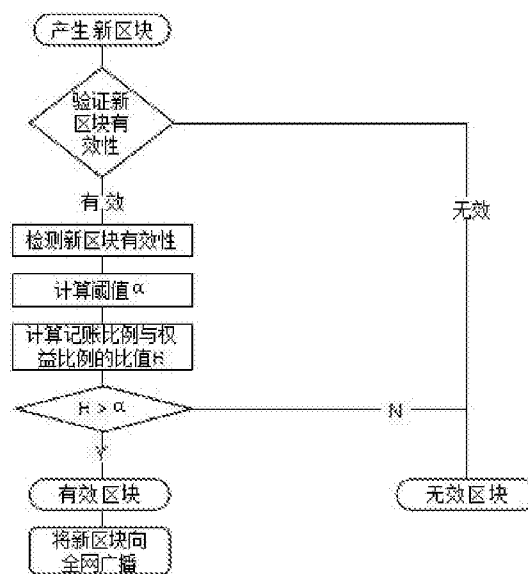 产生新区块
验证新
区块有
效性
有效
无效
检测新区块有效性
计算阈值α
计算记账比例与权
益比例的比值R
R>α
N
Y
有效区块
无效区块
将新区块向
全网广播